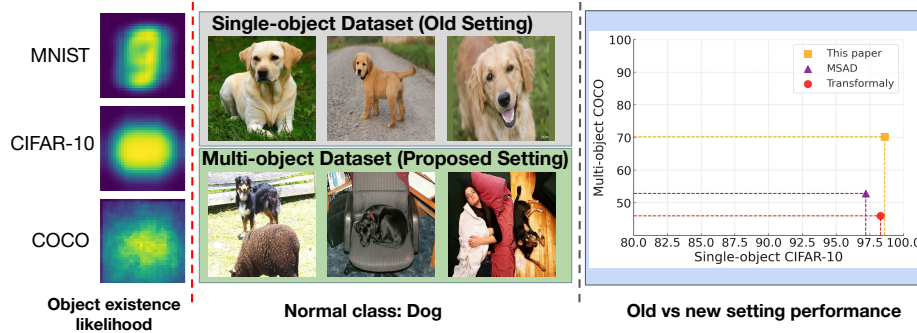 MNIST
CIFAR-10
COCO
Object existence
likelihood
Single-object Dataset (Old Setting)
Multi-object Dataset (Proposed Setting)
Normal class: Dog
100
90
80
70
60
50
Multi-object COCO
This paper
MSAD
Transformaly
80.0 82.5 85.0 87.5 90.0 92.5 95.0 97.5 100.0
Single-object CIFAR-10
Old vs new setting performance